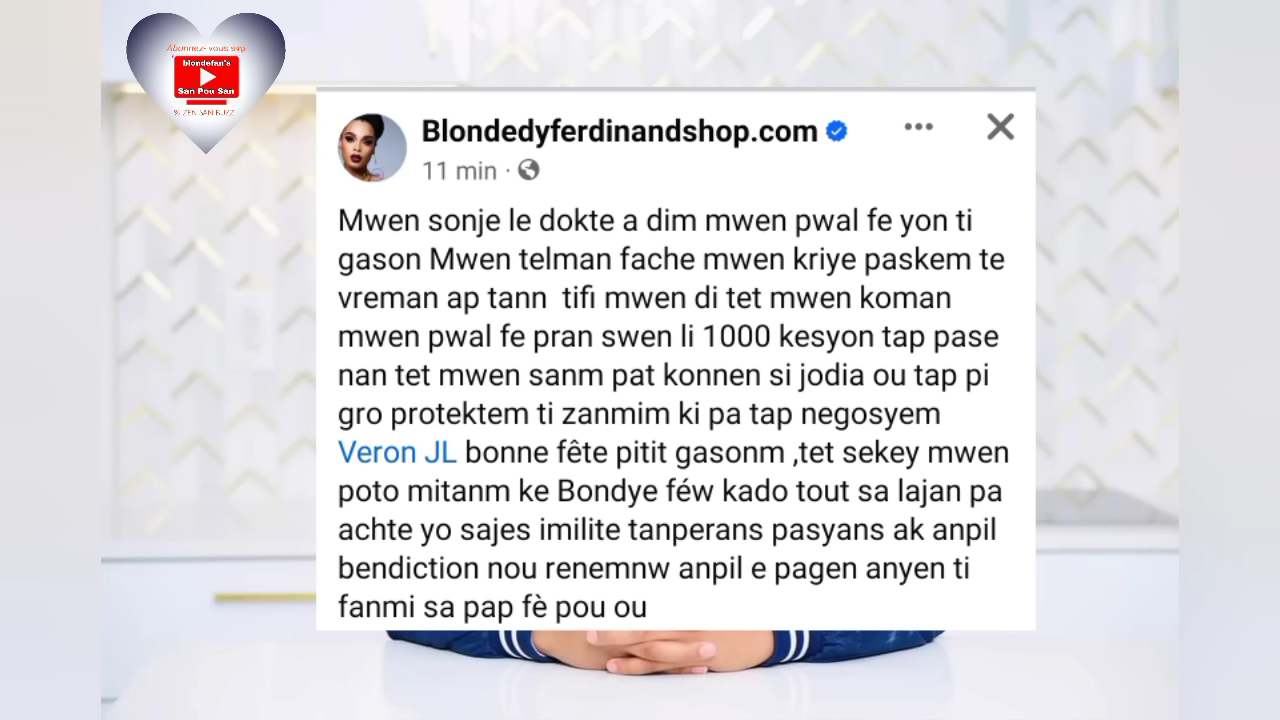 Abonnez-vous svp
blondefan's
San Pou San
% ZEN SAN BUZZ
Blondedyferdinandshop.com
11 min ·
Mwen sonje le dokte a dim mwen pwal fe yon ti
gason Mwen telman fache mwen kriye paskem te
vreman ap tann tifi mwen di tet mwen koman
mwen pwal fe pran swen li 1000 kesyon tap pase
nan tet mwen sanm pat konnen si jodia ou tap pi
gro protektem ti zanmim ki pa tap negosyem
Veron JL bonne fête pitit gasonm ,tet sekey mwen
poto mitanm ke Bondye féw kado tout sa lajan pa
achte yo sajes imilite tanperans pasyans ak anpil
bendiction nou renemnw anpil e pagen anyen ti
fanmi sa pap fè pou ou